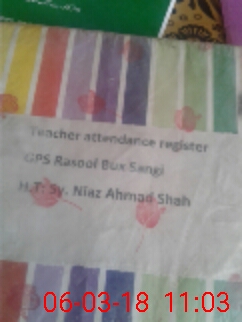 Teacher attendance register
GPS Rasool Bux Sangi
H.T: Sy. Niaz Ahmad Shah
06-03-18 11:03